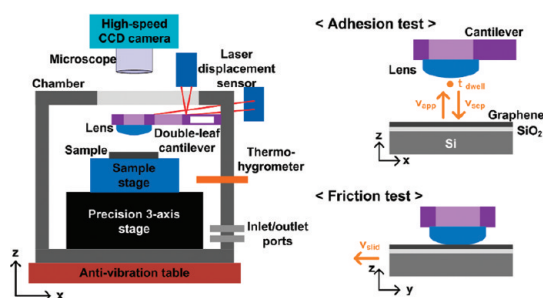 High-speed
CCD camera
Microscope
Laser
displacement
sensor
Chamber
Lens
Double-leaf
cantilever
Sample
Sample
stage
Thermo-
hygrometer
Precision 3-axis
stage
Inlet/outlet
ports
Anti-vibration table
z
x
< Adhesion test >
Cantilever
Lens
t dwell
v app
v sep
Graphene
SiO2
Si
z
x
< Friction test >
v slid
z
y